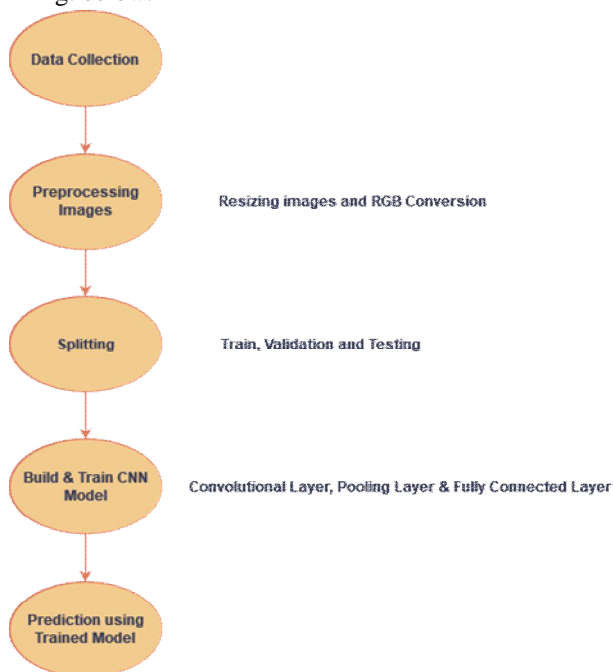 Data Collection
Preprocessing
Images
Resizing images and RGB Conversion
Splitting
Train, Validation and Testing
Build & Train CNN
Model
Convolutional Layer, Pooling Layer & Fully Connected Layer
Prediction using
Trained Model